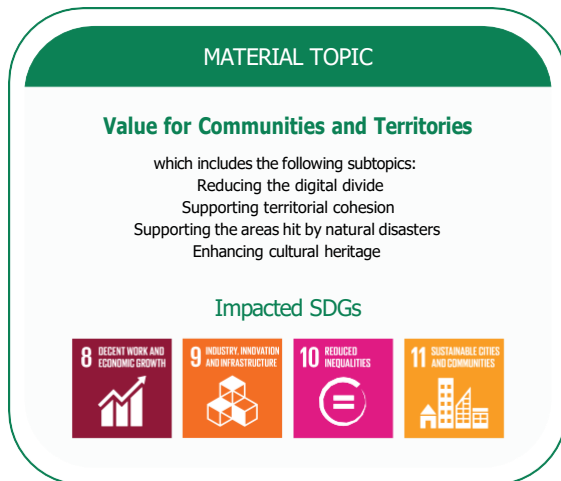 MATERIAL TOPIC
Value for Communities and Territories
which includes the following subtopics:
Reducing the digital divide
Supporting territorial cohesion
Supporting the areas hit by natural disasters
Enhancing cultural heritage
Impacted SDGs
8 DECENT WORK AND
ECONOMIC GROWTH
9 INDUSTRY, INNOVATION
AND INFRASTRUCTURE
10 REDUCED
INEQUALITIES
11 SUSTAINABLE CITIES
AND COMMUNITIES